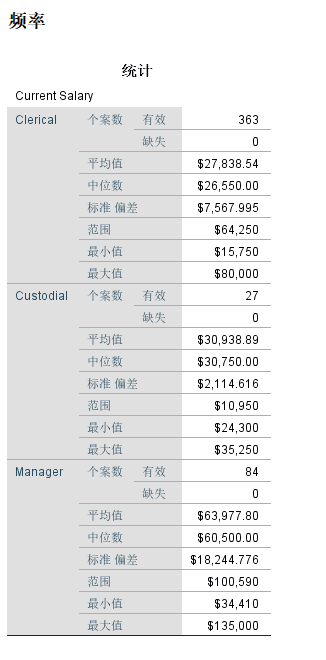 频率
统计
Current Salary
Clerical 个案数 有效 363
缺失 0
平均值 $27,838.54
中位数 $26,550.00
标准 偏差 $7,567.995
范围 $64,250
最小值 $15,750
最大值 $80,000
Custodial 个案数 有效 27
缺失 0
平均值 $30,938.89
中位数 $30,750.00
标准 偏差 $2,114.616
范围 $10,950
最小值 $24,300
最大值 $35,250
Manager 个案数 有效 84
缺失 0
平均值 $63,977.80
中位数 $60,500.00
标准 偏差 $18,244.776
范围 $100,590
最小值 $34,410
最大值 $135,000